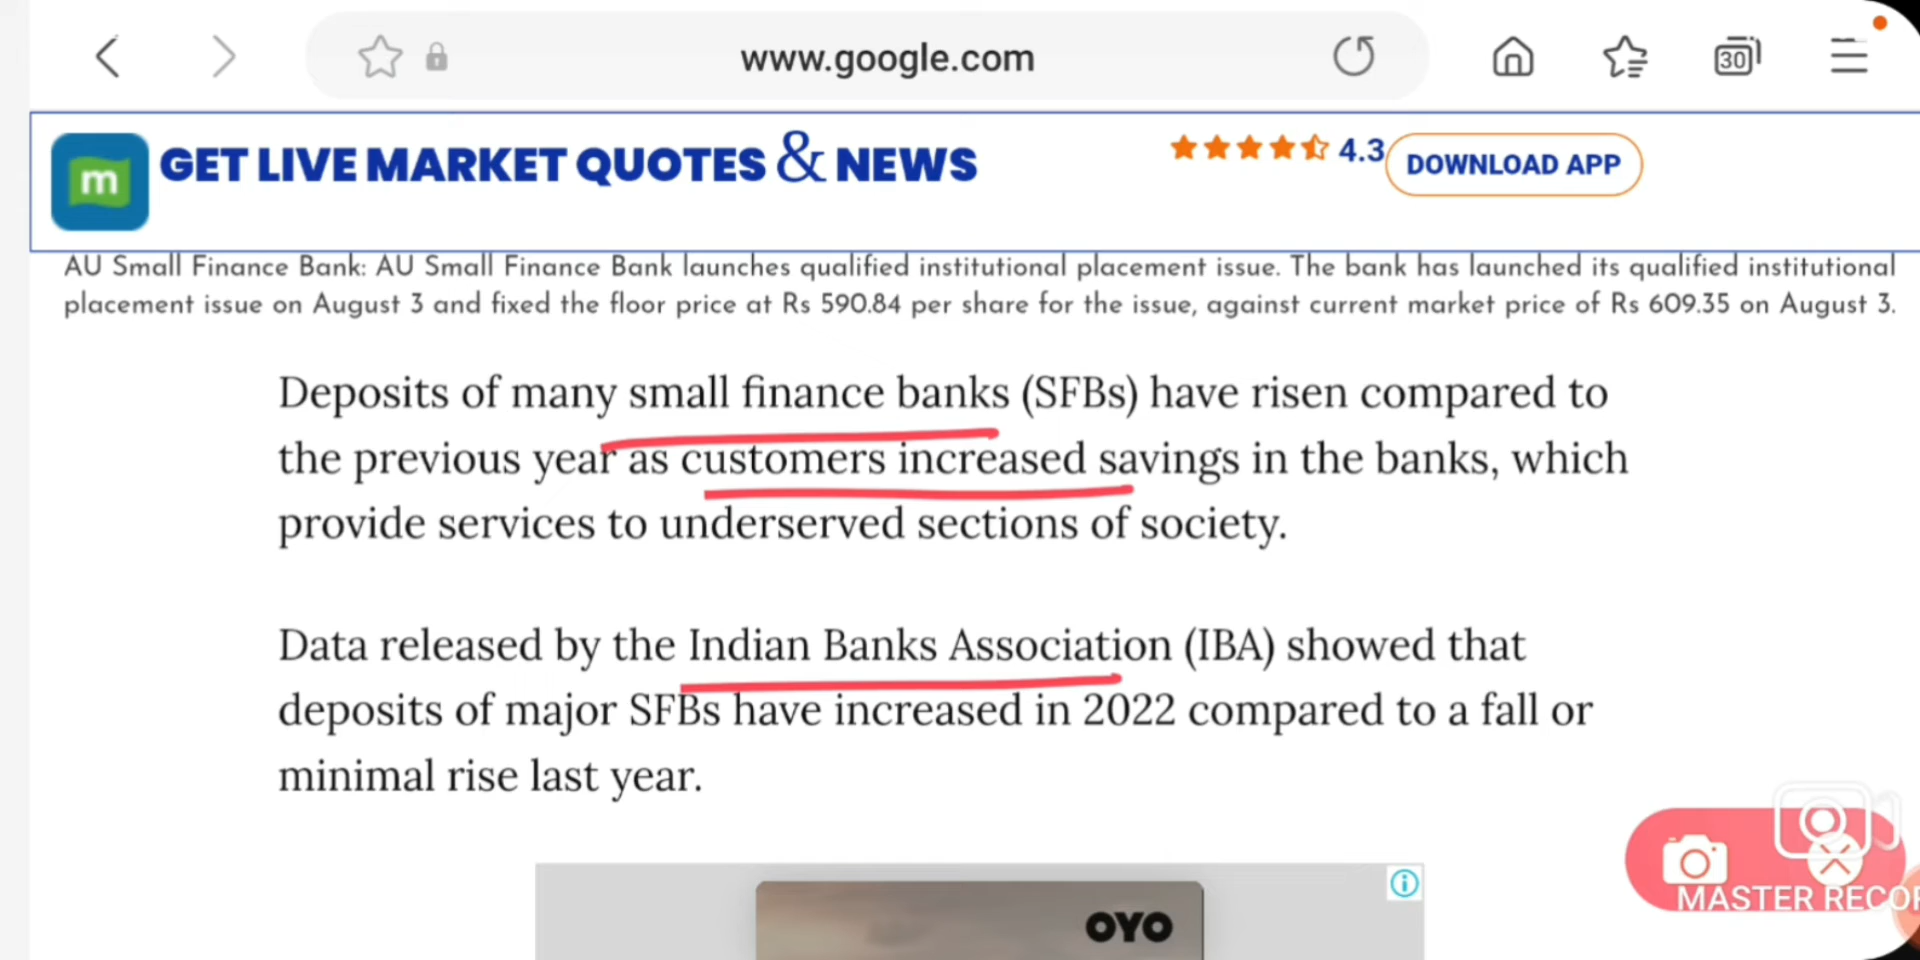 www.google.com
30
m
GET LIVE MARKET QUOTES & NEWS
4.3
DOWNLOAD APP
AU Small Finance Bank: AU Small Finance Bank launches qualified institutional placement issue. The bank has launched its qualified institutional
placement issue on August 3 and fixed the floor price at Rs 590.84 per share for the issue, against current market price of Rs 609.35 on August 3.
Deposits of many small finance banks (SFBs) have risen compared to
the previous year as customers increased savings in the banks, which
provide services to underserved sections of society.
Data released by the Indian Banks Association (IBA) showed that
deposits of major SFBs have increased in 2022 compared to a fall or
minimal rise last year.
OYO
MASTER RECOR